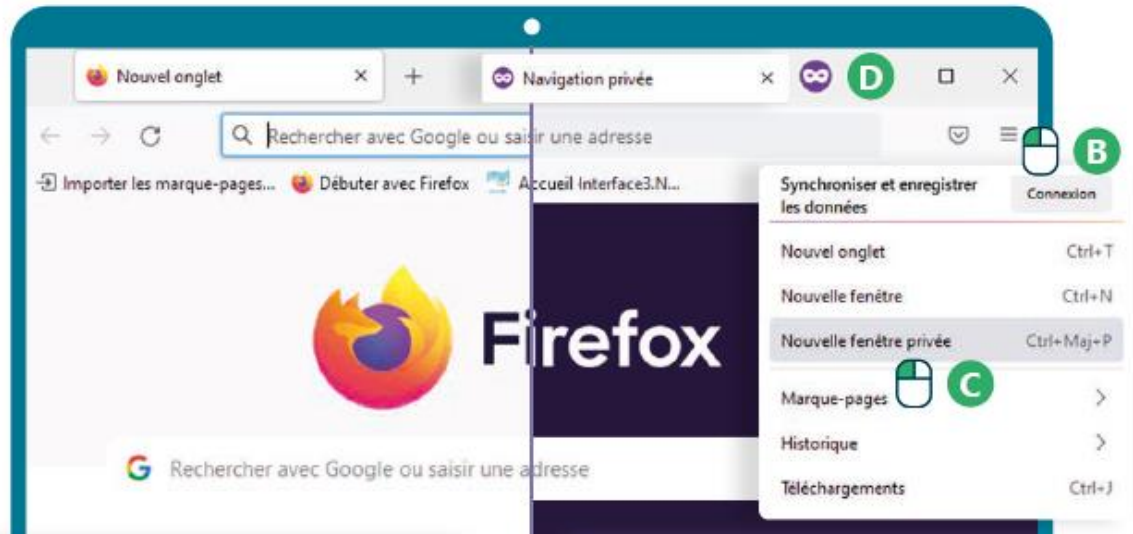 Nouvel onglet
Navigation privée
D
Rechercher avec Google ou saisir une adresse
B
Importer les marque-pages...
Débuter avec Firefox
Accueil Interface3.N...
Synchroniser et enregistrer
les données
Connexion
Nouvel onglet Ctrl+T
Nouvelle fenêtre Ctrl+N
Nouvelle fenêtre privée Ctrl+Maj+P
C
Marque-pages
Historique
Téléchargements Ctrl+J
Firefox
G Rechercher avec Google ou saisir une adresse